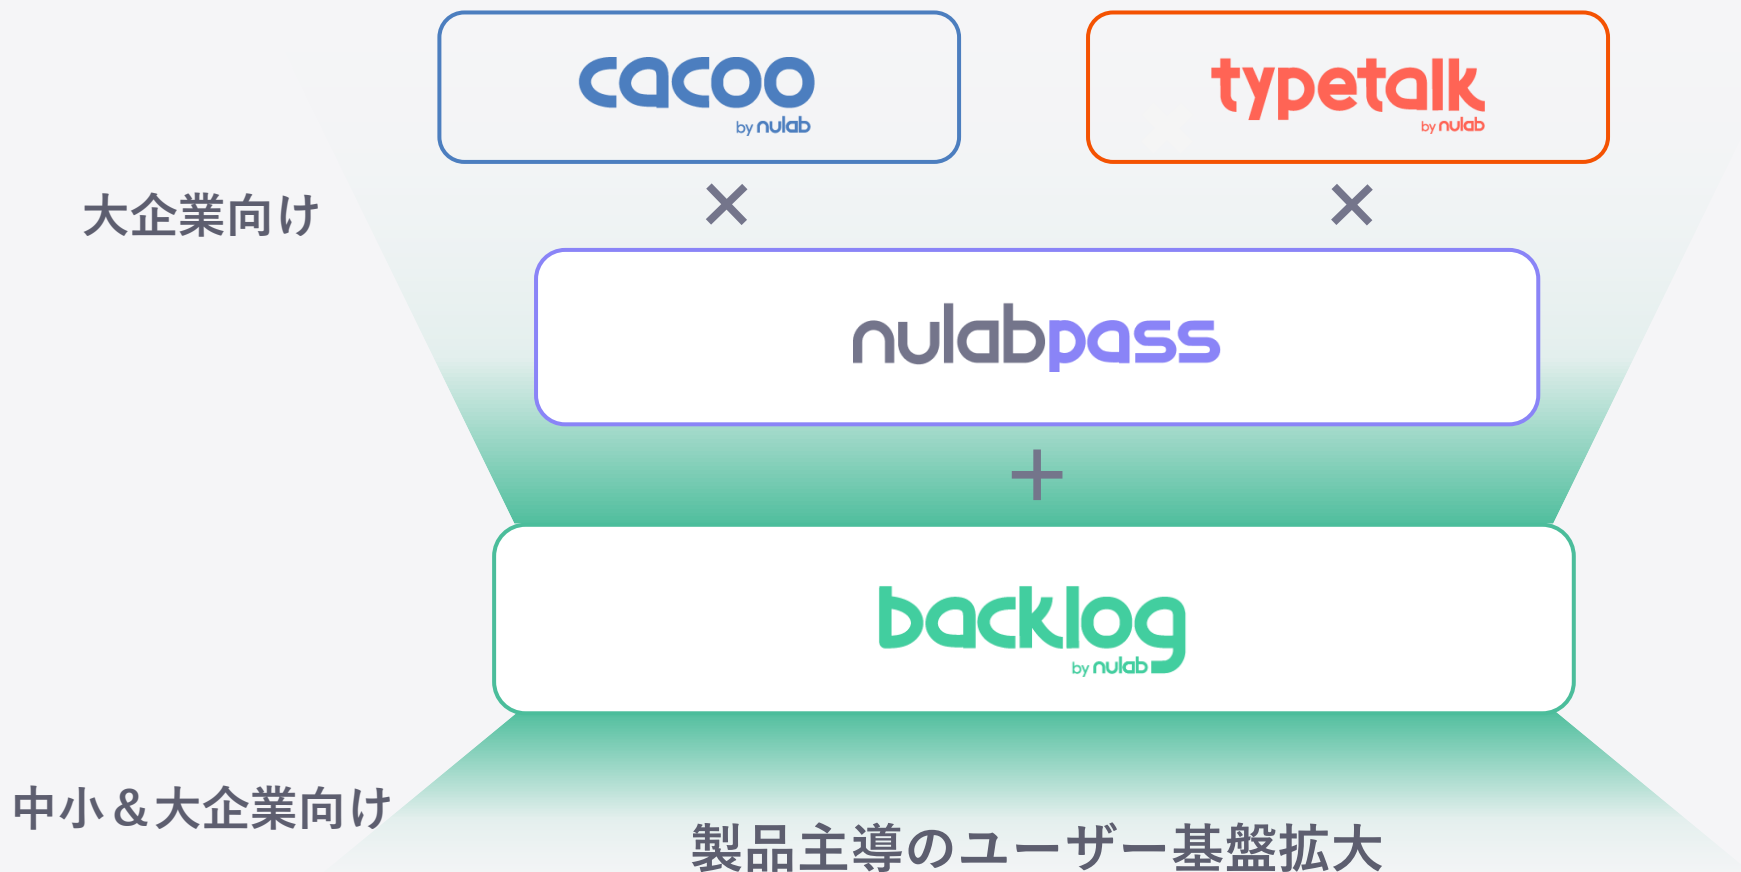 cacoo
by nulab
typetalk
by nulab
×
×
大企業向け
nulabpass
+
backlog
by nulab
中小＆大企業向け
製品主導のユーザー基盤拡大